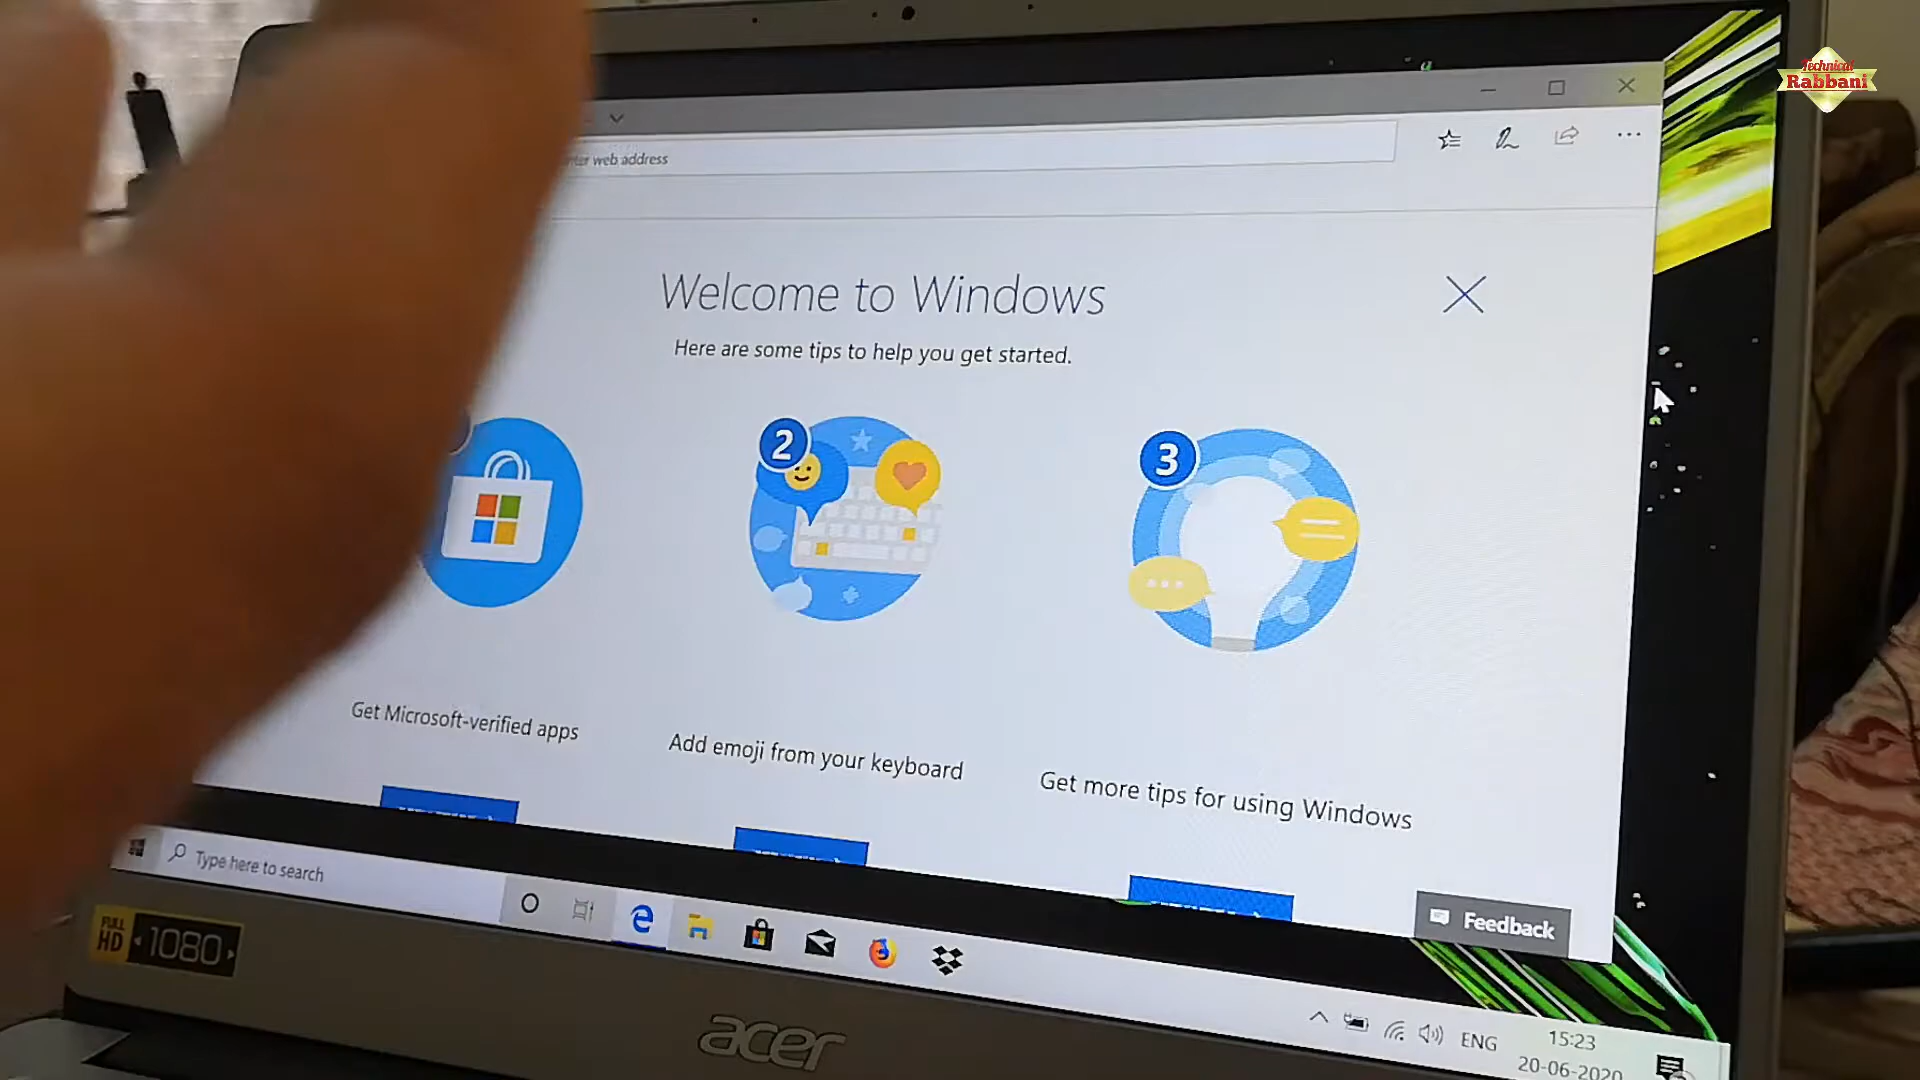 Technical
Rabbani
web address
Welcome to Windows
Here are some tips to help you get started.
2
3
Get Microsoft-verified apps
Add emoji from your keyboard
Get more tips for using Windows
Type here to search
Feedback
FULL HD 1080
acer
ENG
15:23
20-06-2020